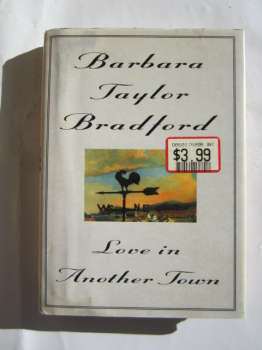 Barbara
Taylor
Bradford
$3.99
W N E
Love in
Another Town